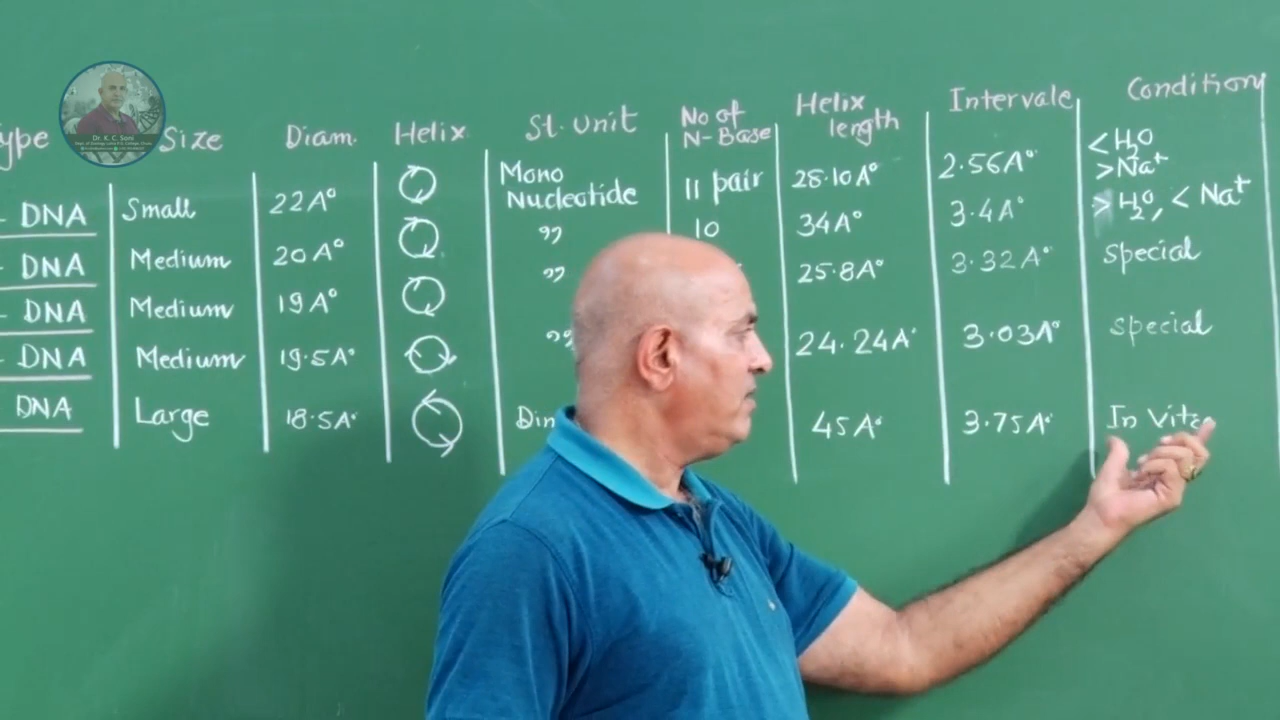 Size Diam. Helix St. Unit No of N-Base Helix length Intervale Condition
DNA Small 22A° Mono Nucleotide 11 pair 28.10A° 2.56A° <H₂O >Na⁺
DNA Medium 20A° " 10 34A° 3.4A° >H₂O, <Na⁺
DNA Medium 19A° " 25.8A° 3.32A° special
DNA Medium 19.5A° " 24.24A° 3.03A° special
DNA Large 18.5A° 45A° 3.75A° In
Dr. K. C. Soni